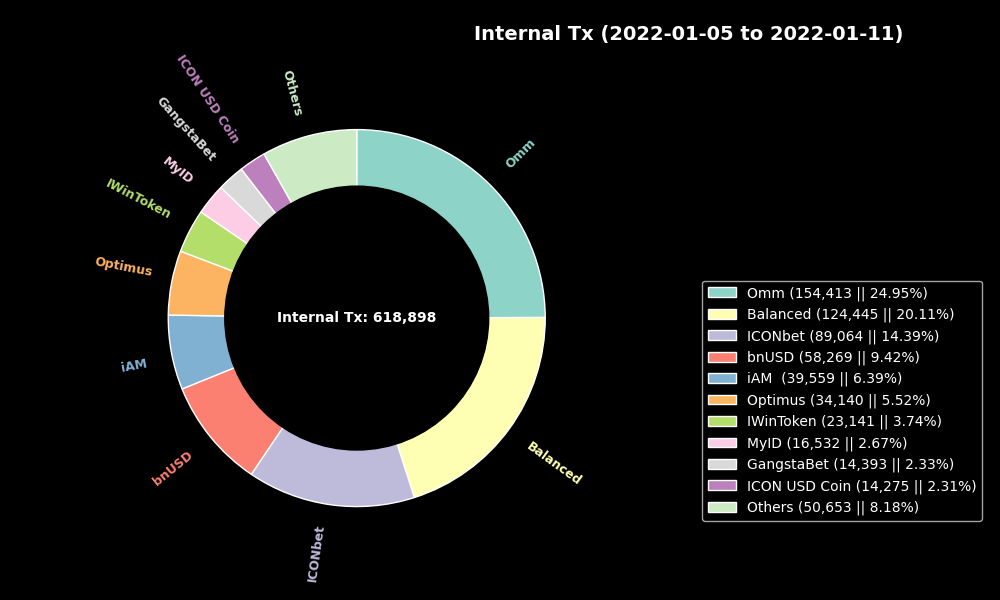 Internal Tx (2022-01-05 to 2022-01-11)
Others
ICON USD Coin
GangstaBet
MyID
IWinToken
Optimus
iAM
bnUSD
ICONbet
Balanced
Omm
Internal Tx: 618,898
Omm (154,413 || 24.95%)
Balanced (124,445 || 20.11%)
ICONbet (89,064 || 14.39%)
bnUSD (58,269 || 9.42%)
iAM  (39,559 || 6.39%)
Optimus (34,140 || 5.52%)
IWinToken (23,141 || 3.74%)
MyID (16,532 || 2.67%)
GangstaBet (14,393 || 2.33%)
ICON USD Coin (14,275 || 2.31%)
Others (50,653 || 8.18%)